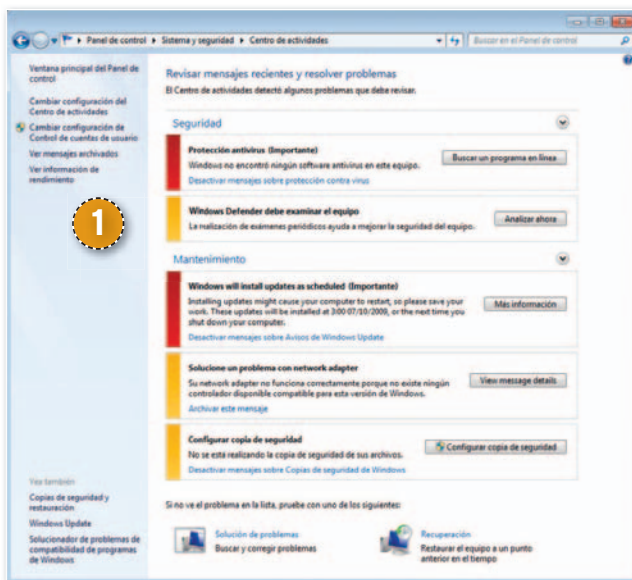 Panel de control ▸ Sistema y seguridad ▸ Centro de actividades
Buscar en el Panel de control
Ventana principal del Panel de
control
Cambiar configuración del
Centro de actividades
Cambiar configuración de
Control de cuentas de usuario
Ver mensajes archivados
Ver información de
rendimiento
1
Vea también
Copias de seguridad y
restauración
Windows Update
Solucionador de problemas de
compatibilidad de programas
de Windows
Revisar mensajes recientes y resolver problemas
El Centro de actividades detectó algunos problemas que debe revisar.
Seguridad
Protección antivirus (Importante)
Windows no encontró ningún software antivirus en este equipo.
Desactivar mensajes sobre protección contra virus
Buscar un programa en línea
Windows Defender debe examinar el equipo
La realización de exámenes periódicos ayuda a mejorar la seguridad del equipo.
Analizar ahora
Mantenimiento
Windows will install updates as scheduled (Importante)
Installing updates might cause your computer to restart, so please save your
work. These updates will be installed at 3:00 07/10/2009, or the next time you
shut down your computer.
Desactivar mensajes sobre Avisos de Windows Update
Más información
Solucione un problema con network adapter
Su network adapter no funciona correctamente porque no existe ningún
controlador disponible compatible para esta versión de Windows.
Archivar este mensaje
View message details
Configurar copia de seguridad
No se está realizando la copia de seguridad de sus archivos.
Desactivar mensajes sobre Copias de seguridad de Windows
Configurar copia de seguridad
Si no ve el problema en la lista, pruebe con uno de los siguientes:
Solución de problemas
Buscar y corregir problemas
Recuperación
Restaurar el equipo a un punto
anterior en el tiempo